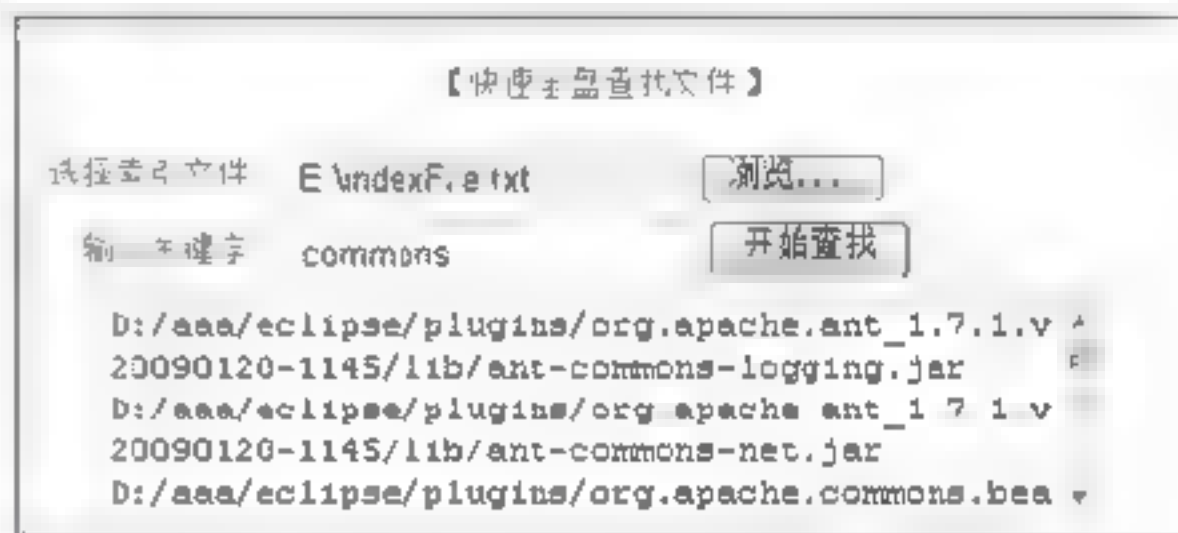 【快速全盘查找文件】
选择索引文件 浏览...
输入关键字 commons 开始查找
D:/aaa/eclipse/plugins/org.apache.ant_1.7.1.v
20090120-1145/lib/ant-commons-logging.jar
D:/aaa/eclipse/plugins/org.apache.ant_1.7.1.v
20090120-1145/lib/ant-commons-net.jar
D:/aaa/eclipse/plugins/org.apache.commons.bea